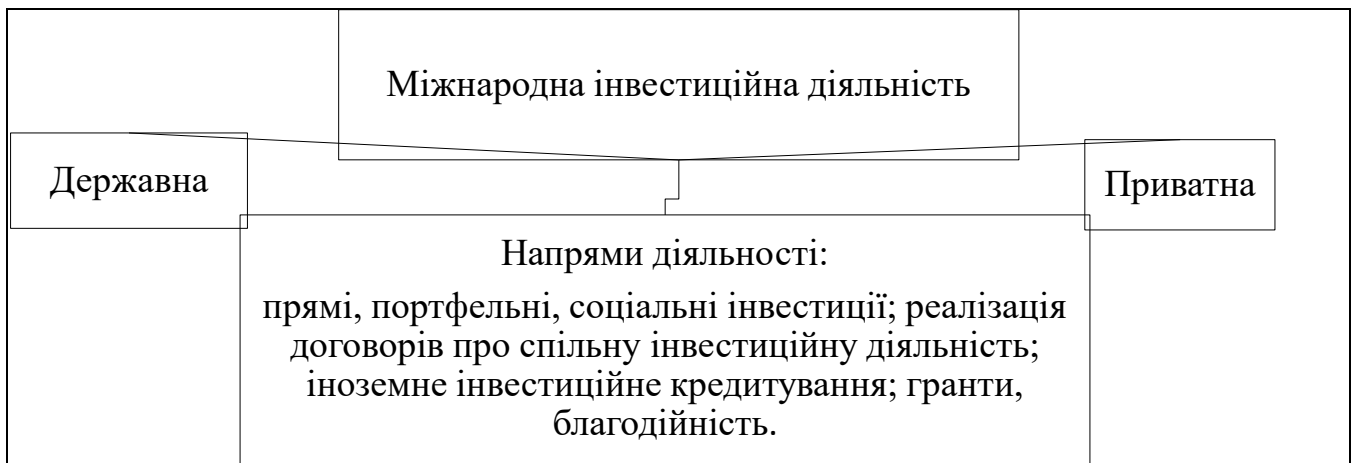 Міжнародна інвестиційна діяльність
Державна
Приватна
Напрями діяльності:
прямі, портфельні, соціальні інвестиції; реалізація
договорів про спільну інвестиційну діяльність;
іноземне інвестиційне кредитування; гранти,
благодійність.